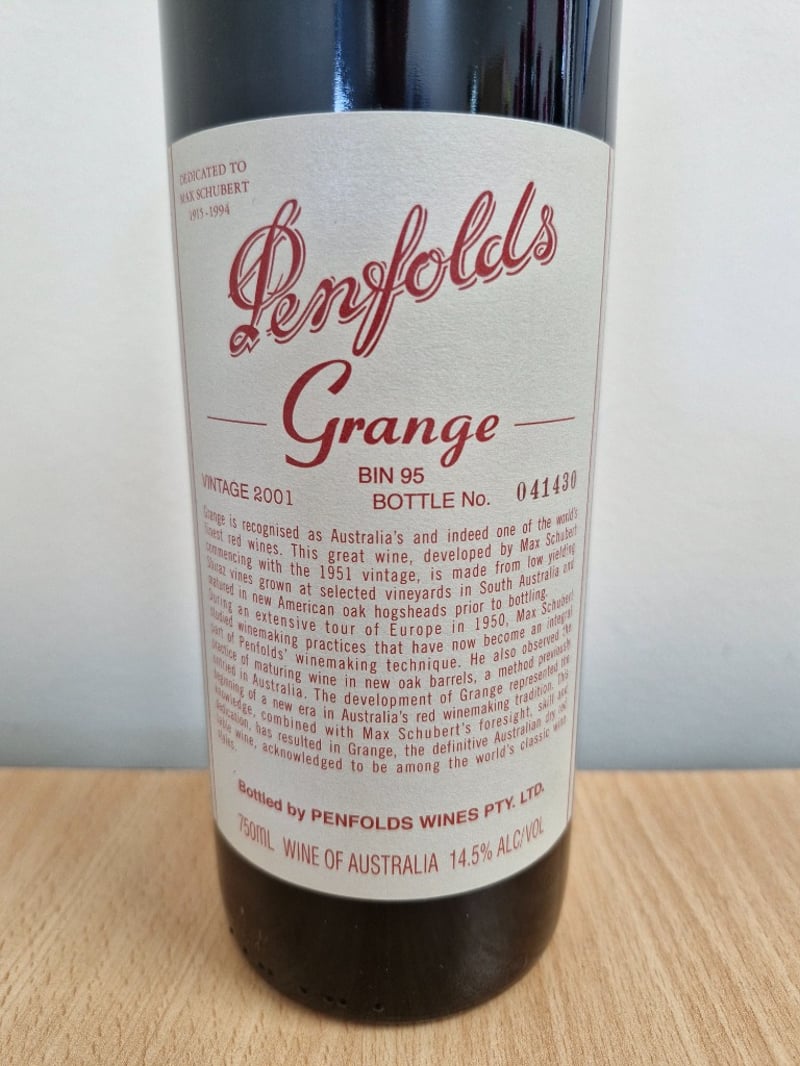 DEDICATED TO
MAX SCHUBERT
1915-1994
Penfolds
Grange
BIN 95
VINTAGE 2001 BOTTLE No. 041430
Grange is recognised as Australia's and indeed one of the world's
finest red wines. This great wine, developed by Max Schubert
commencing with the 1951 vintage, is made from low yielding
Shiraz vines grown at selected vineyards in South Australia and
matured in new American oak hogsheads prior to bottling.
During an extensive tour of Europe in 1950, Max Schubert
studied winemaking practices that have now become an integral
part of Penfolds' winemaking technique. He also observed the
practice of maturing wine in new oak barrels, a method previously
untried in Australia. The development of Grange represented the
beginning of a new era in Australia's red winemaking tradition. This
knowledge, combined with Max Schubert's foresight, skill and
dedication, has resulted in Grange, the definitive Australian dry red
table wine, acknowledged to be among the world's classic wine
styles.
Bottled by PENFOLDS WINES PTY. LTD.
750mL WINE OF AUSTRALIA 14.5% ALC/VOL